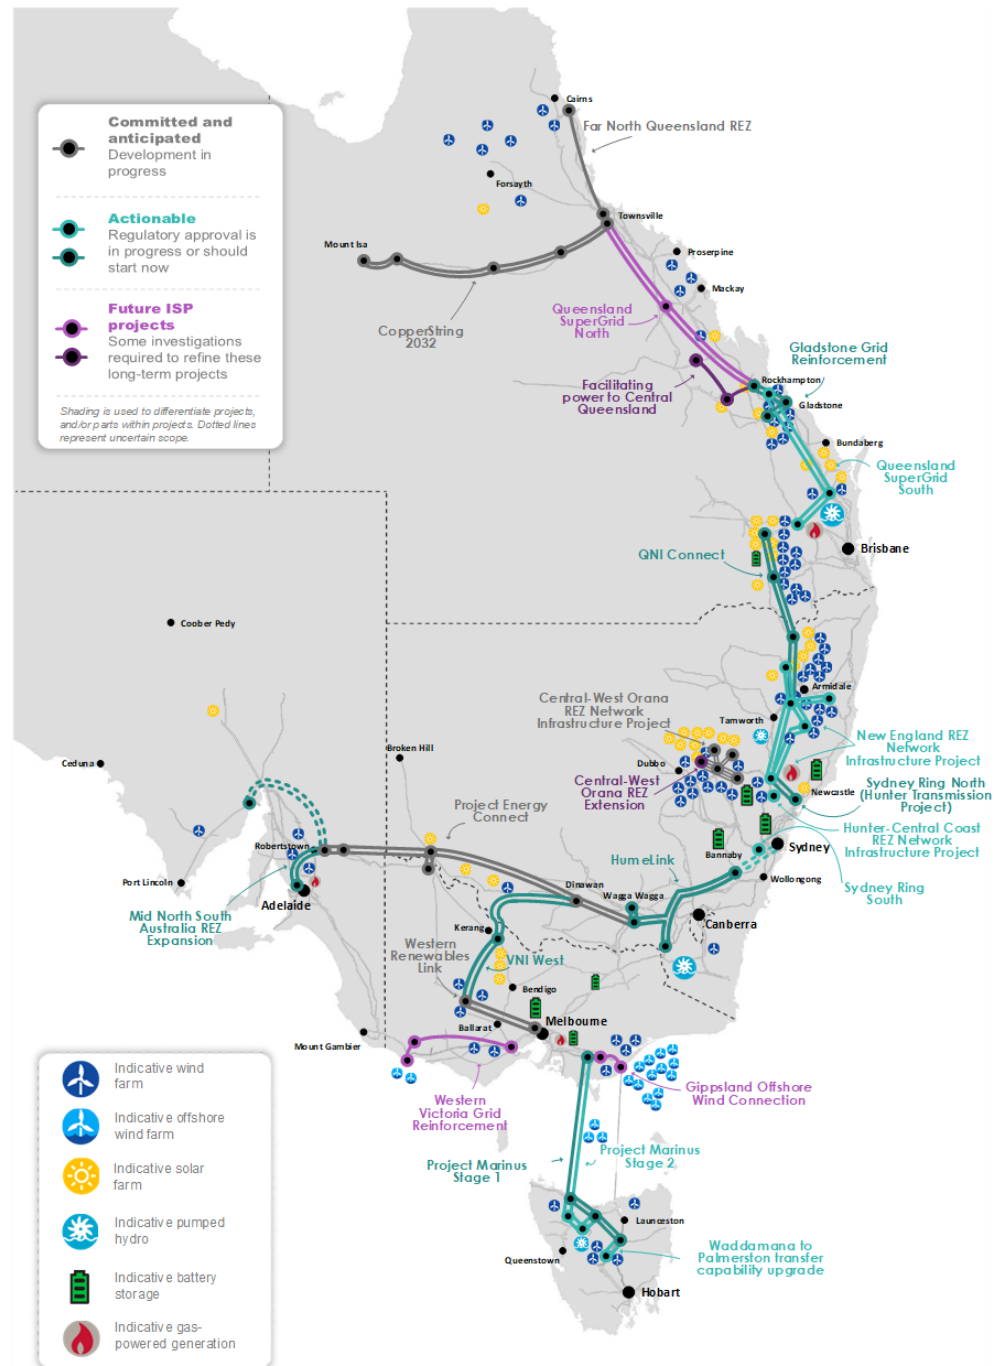 Committed and
anticipated
Development in
progress
Actionable
Regulatory approval is
in progress or should
start now
Future ISP
projects
Some investigations
required to refine these
long-term projects
Shading is used to differentiate projects,
and/or parts within projects. Dotted lines
represent uncertain scope.
Cairns
Far North Queensland REZ
Forsayth
Townsville
Mount Isa
Proserpine
Mackay
CopperString
2032
Queensland
SuperGrid
North
Gladstone Grid
Reinforcement
Facilitating
power to Central
Queensland
Rockhampton
Gladstone
Bundaberg
Queensland
SuperGrid
South
QNI Connect
Brisbane
Coober Pedy
Armidale
Central-West Orana
REZ Network
Infrastructure Project
Tamworth
New England REZ
Network
Infrastructure Project
Broken Hill
Dubbo
Ceduna
Central-West
Orana REZ
Extension
Newcastle
Sydney Ring North
(Hunter Transmission
Project)
Project Energy
Connect
Hunter-Central Coast
REZ Network
Infrastructure Project
Robertstown
HumeLink
Bannaby
Sydney
Port Lincoln
Adelaide
Dinawan
Wagga Wagga
Wollongong
Sydney Ring
South
Mid North South
Australia REZ
Expansion
Kerang
Canberra
Western
Renewables
Link
VNI West
Bendigo
Ballarat
Melbourne
Mount Gambier
Gippsland Offshore
Wind Connection
Western
Victoria Grid
Reinforcement
Project Marinus
Stage 1
Project Marinus
Stage 2
Launceston
Queenstown
Waddamana to
Palmerston transfer
capability upgrade
Hobart
Indicative wind
farm
Indicative offshore
wind farm
Indicative solar
farm
Indicative pumped
hydro
Indicative battery
storage
Indicative gas-
powered generation